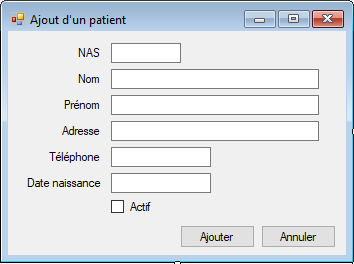 Ajout d'un patient
NAS
Nom
Prénom
Adresse
Téléphone
Date naissance
Actif
Ajouter Annuler